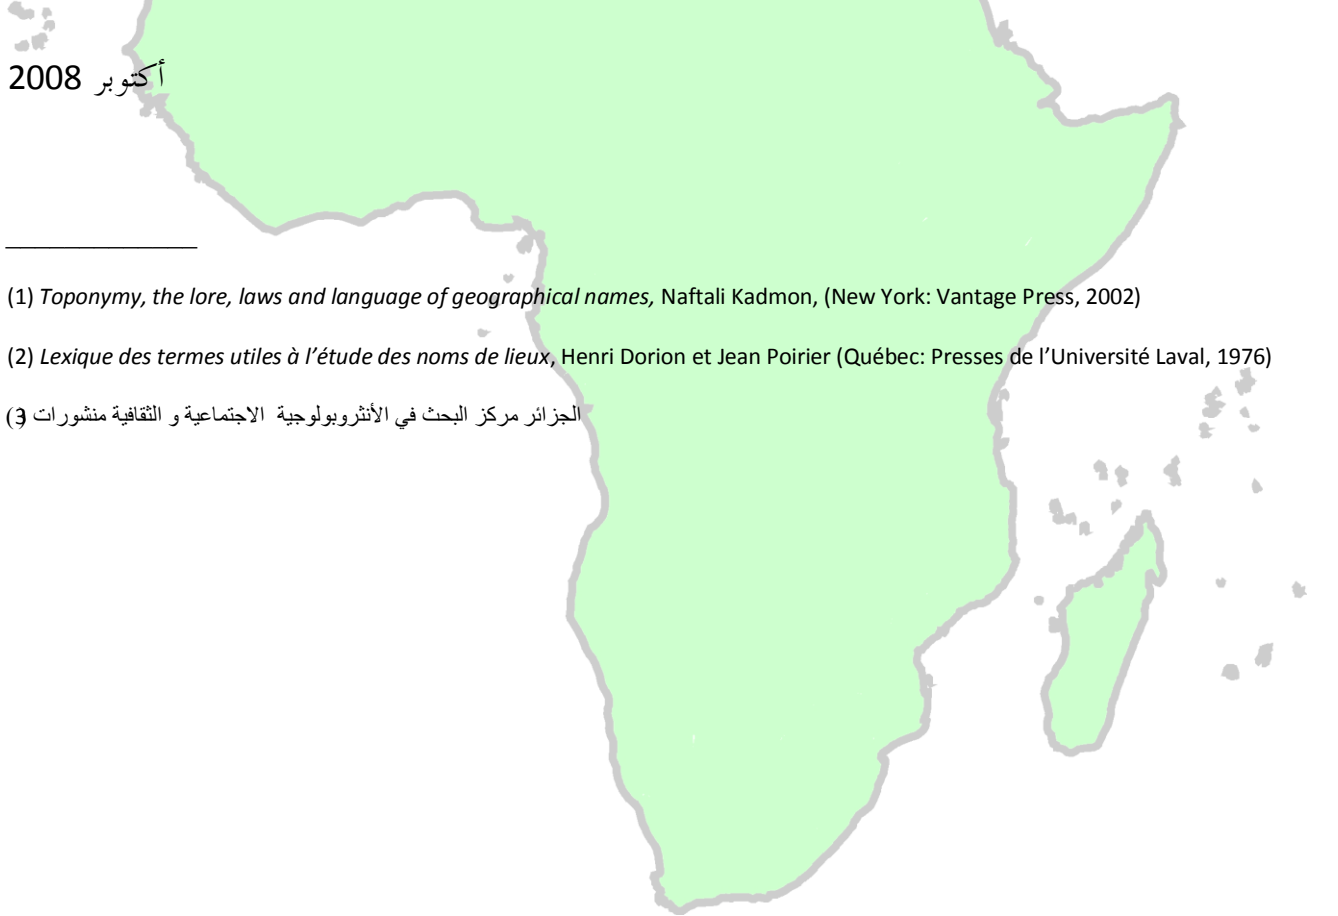 أكتوبر 2008
(1) Toponymy, the lore, laws and language of geographical names, Naftali Kadmon, (New York: Vantage Press, 2002)
(2) Lexique des termes utiles à l’étude des noms de lieux, Henri Dorion et Jean Poirier (Québec: Presses de l’Université Laval, 1976)
(3) الجزائر مركز البحث في الأنثروبولوجية الاجتماعية و الثقافية منشورات